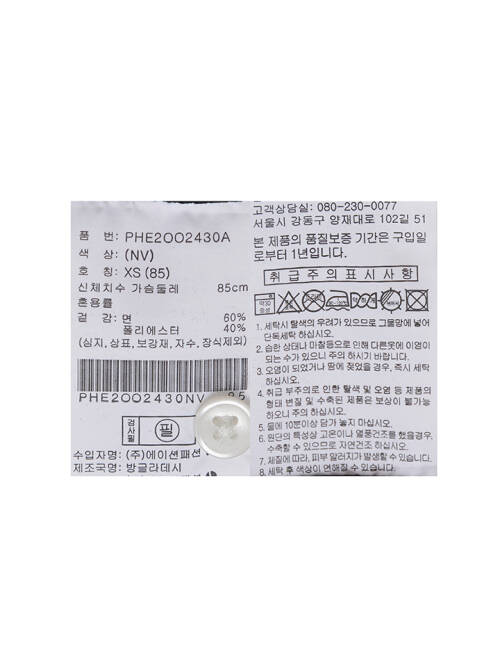 품 번: PHE2OO2430A
색 상: (NV)
호 칭: XS (85)
신체치수 가슴둘레 85cm
혼용률
겉 감: 면 60%
폴리에스터 40%
(심지, 상표, 보강재, 자수, 장식제외)
PHE2OO2430NV 85
검사필 필
수입자명: (주)에이션패션
제조국명: 방글라데시
고객상담실: 080-230-0077
서울시 강동구 양재대로 102길 51
본 제품의 품질보증 기간은 구입일
로부터 1년입니다.
취급주의표시사항
1. 세탁시 탈색의 우려가 있으므로 그물망에 넣어
단독세탁 하십시오.
2. 습한 상태나 마찰등으로 인해 다른옷에 이염이
되는 수가 있으니 주의 하시기 바랍니다.
3. 오염이 되었거나 땀에 젖었을 경우, 즉시 세탁
하십시오.
4. 취급 부주의로 인한 탈색 및 오염 등 제품의
형태 변질 및 수축된 제품은 보상이 불가능
하오니 주의 하십시오.
5. 물에 10분이상 담가 놓지 마십시오.
6. 원단의 특성상 고온이나 열풍건조를 했을경우,
수축할 수 있으므로 자연건조 하십시오.
7. 체질에 따라, 피부 알러지가 발생할 수 있습니다.
8. 세탁 후 색상이 면해질 수 있습니다.